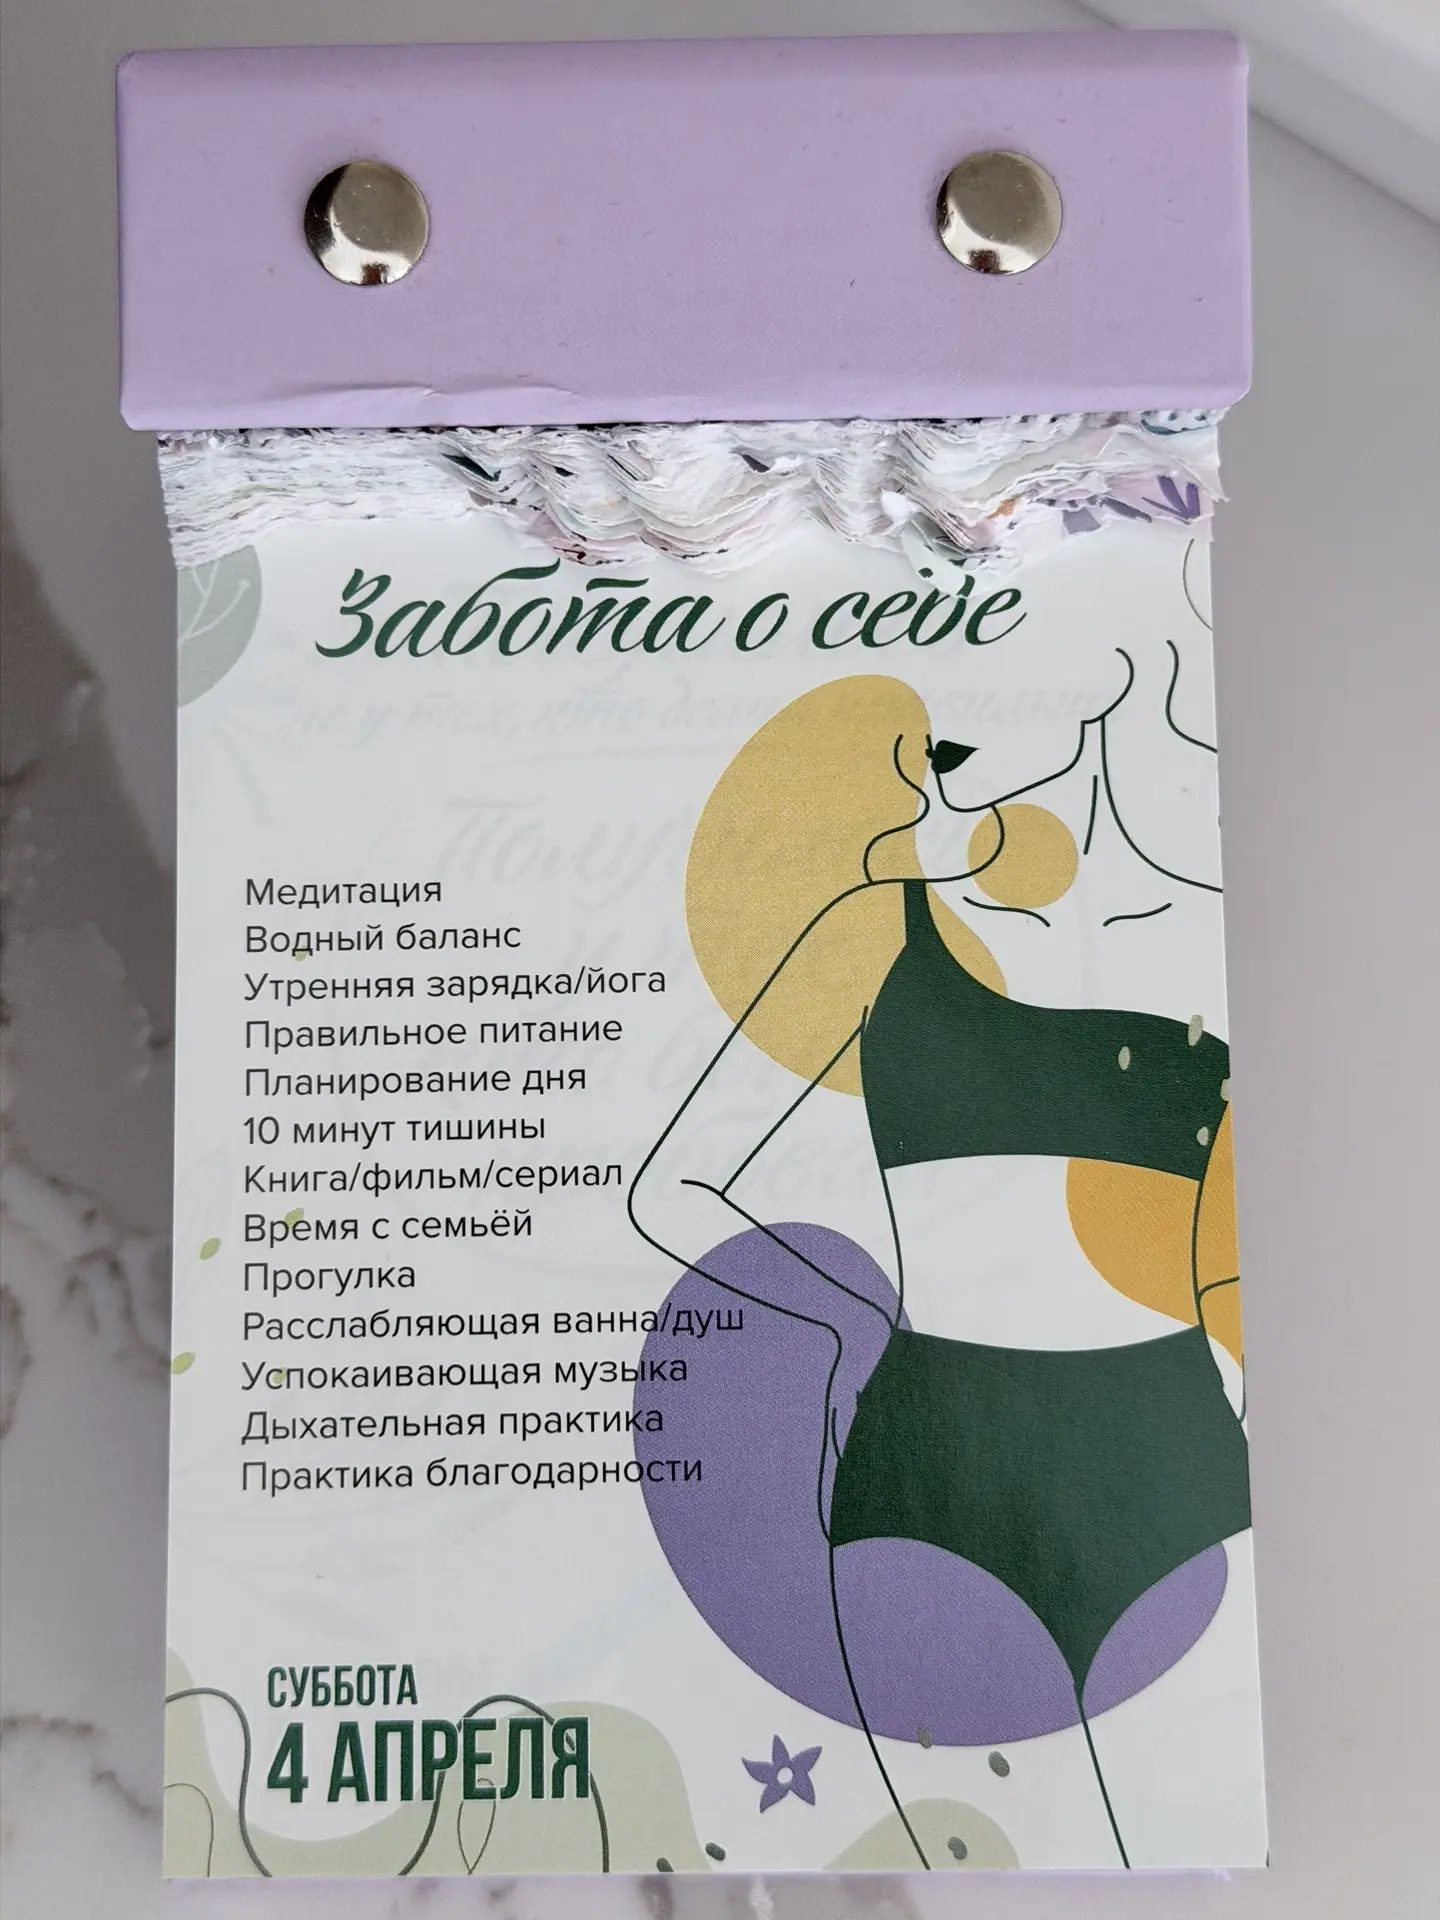 Забота о себе
Медитация
Водный баланс
Утренняя зарядка/йога
Правильное питание
Планирование дня
10 минут тишины
Книга/фильм/сериал
Время с семьёй
Прогулка
Расслабляющая ванна/душ
Успокаивающая музыка
Дыхательная практика
Практика благодарности
СУББОТА
4 АПРЕЛЯ